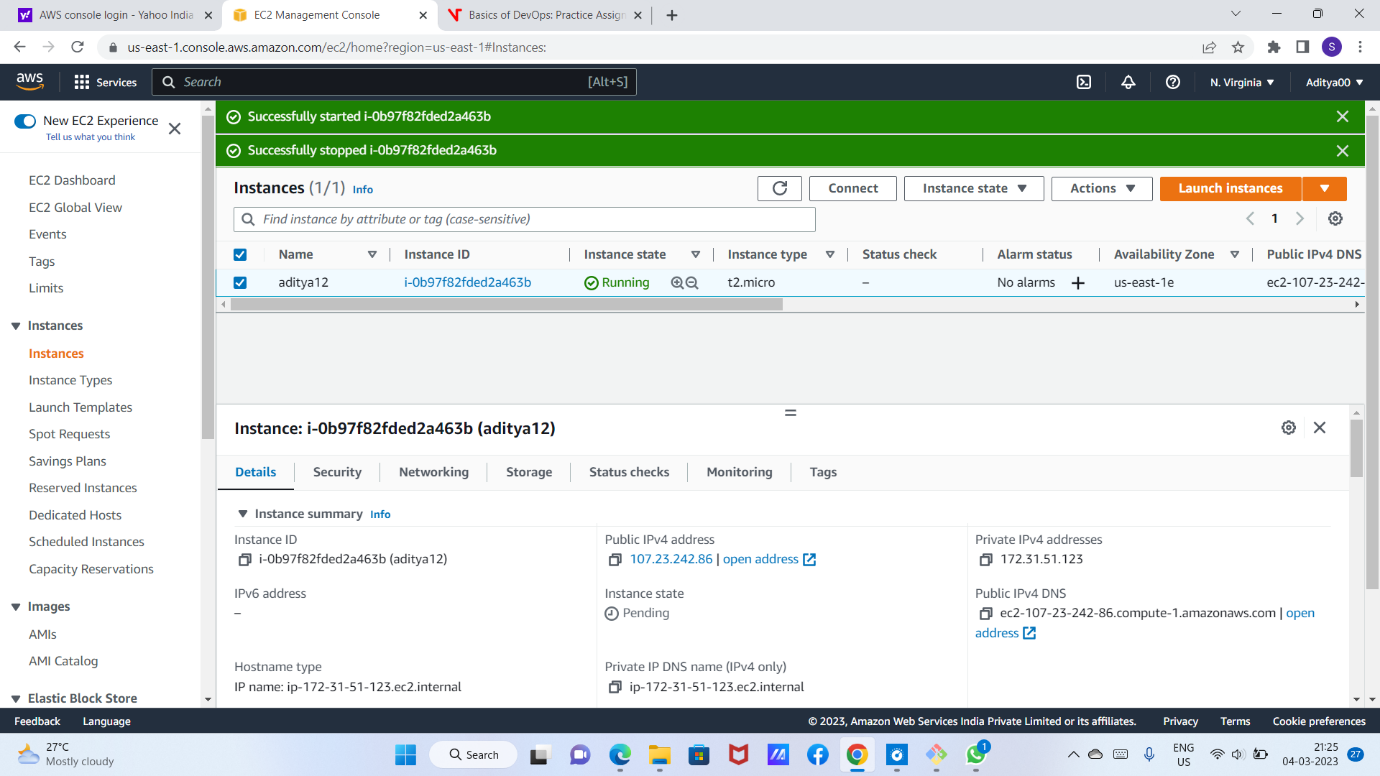 AWS console login - Yahoo India
EC2 Management Console
Basics of DevOps: Practice Assign
us-east-1.console.aws.amazon.com/ec2/home?region=us-east-1#Instances:
S
aws
Services
Search
[Alt+S]
N. Virginia
Aditya00
New EC2 Experience
Tell us what you think
Successfully started i-0b97f82fded2a463b
Successfully stopped i-0b97f82fded2a463b
EC2 Dashboard
EC2 Global View
Events
Tags
Limits
Instances
Instances
Instance Types
Launch Templates
Spot Requests
Savings Plans
Reserved Instances
Dedicated Hosts
Scheduled Instances
Capacity Reservations
Images
AMIs
AMI Catalog
Elastic Block Store
Instances (1/1) Info
Connect
Instance state
Actions
Launch instances
Find instance by attribute or tag (case-sensitive)
1
Name Instance ID Instance state Instance type Status check Alarm status Availability Zone Public IPv4 DNS
aditya12 i-0b97f82fded2a463b Running t2.micro – No alarms + us-east-1e ec2-107-23-242-
Instance: i-0b97f82fded2a463b (aditya12)
Details Security Networking Storage Status checks Monitoring Tags
Instance summary Info
Instance ID
i-0b97f82fded2a463b (aditya12)
Public IPv4 address
107.23.242.86 | open address
Private IPv4 addresses
172.31.51.123
IPv6 address
–
Instance state
Pending
Public IPv4 DNS
ec2-107-23-242-86.compute-1.amazonaws.com | open
address
Hostname type
IP name: ip-172-31-51-123.ec2.internal
Private IP DNS name (IPv4 only)
ip-172-31-51-123.ec2.internal
Feedback Language
© 2023, Amazon Web Services India Private Limited or its affiliates. Privacy Terms Cookie preferences
27°C
Mostly cloudy
Search
1
ENG
US
21:25
04-03-2023
27